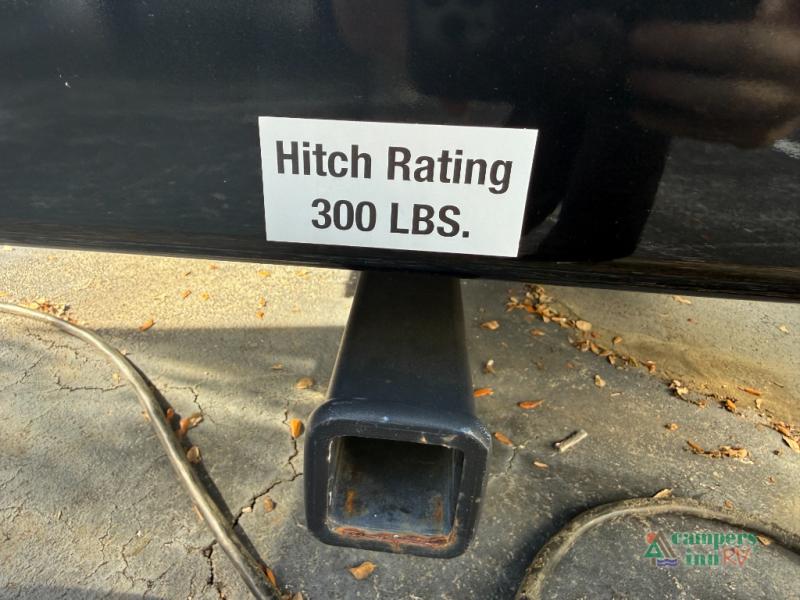 Hitch Rating
300 LBS.
campers
inn RV